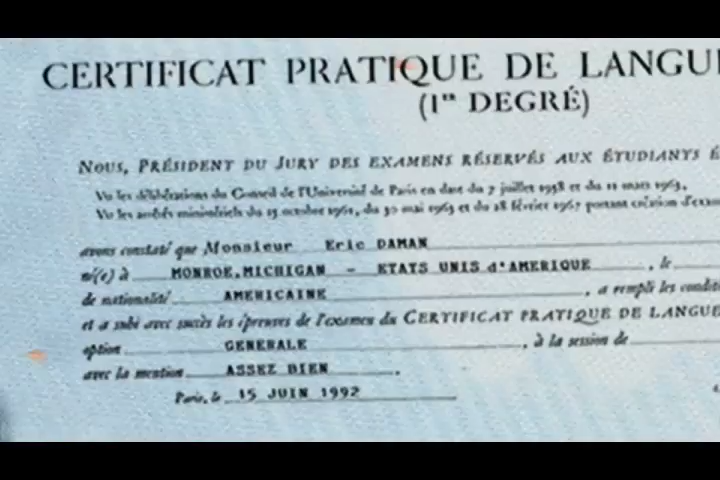 CERTIFICAT PRATIQUE DE LANGU
(1er DEGRÉ)
NOUS, PRÉSIDENT DU JURY DES EXAMENS RÉSERVÉS AUX ÉTUDIANTS É
Vu les délibérations du Conseil de l'Université de Paris en date du 7 juillet 1958 et du 11 mars 1963,
Vu les arrêtés ministériels du 15 octobre 1961, du 30 mai 1963 et du 28 février 1967 portant création d'exa
avons constaté que Monsieur Eric DAMAN
né(e) à MONROE, MICHIGAN - ETATS UNIS d'AMERIQUE, le
de nationalité AMERICAINE, a rempli les condit
et a subi avec succès les épreuves de l'examen du CERTIFICAT PRATIQUE DE LANGUE
option GENERALE, à la session de
avec la mention ASSEZ BIEN.
Paris, le 15 JUIN 1992